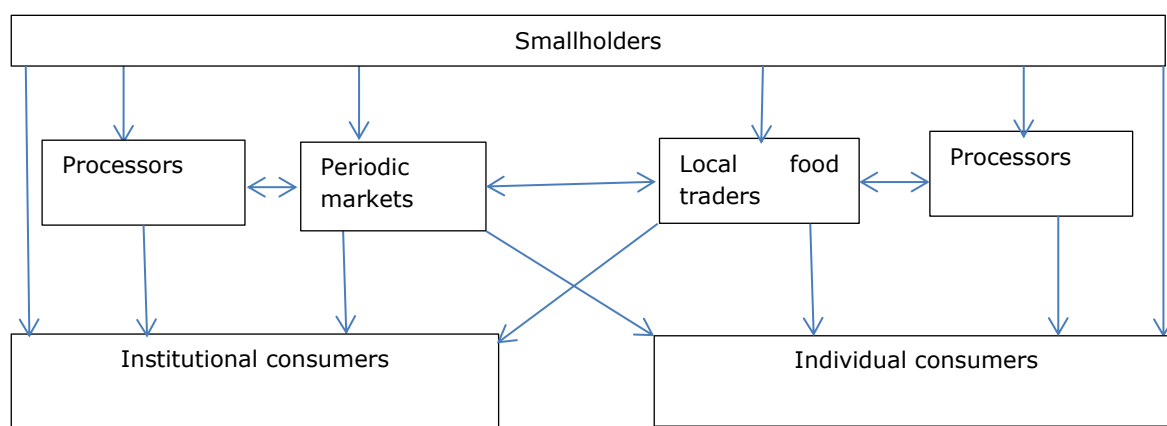 Smallholders
Processors
Periodic
markets
Local food
traders
Processors
Institutional consumers
Individual consumers